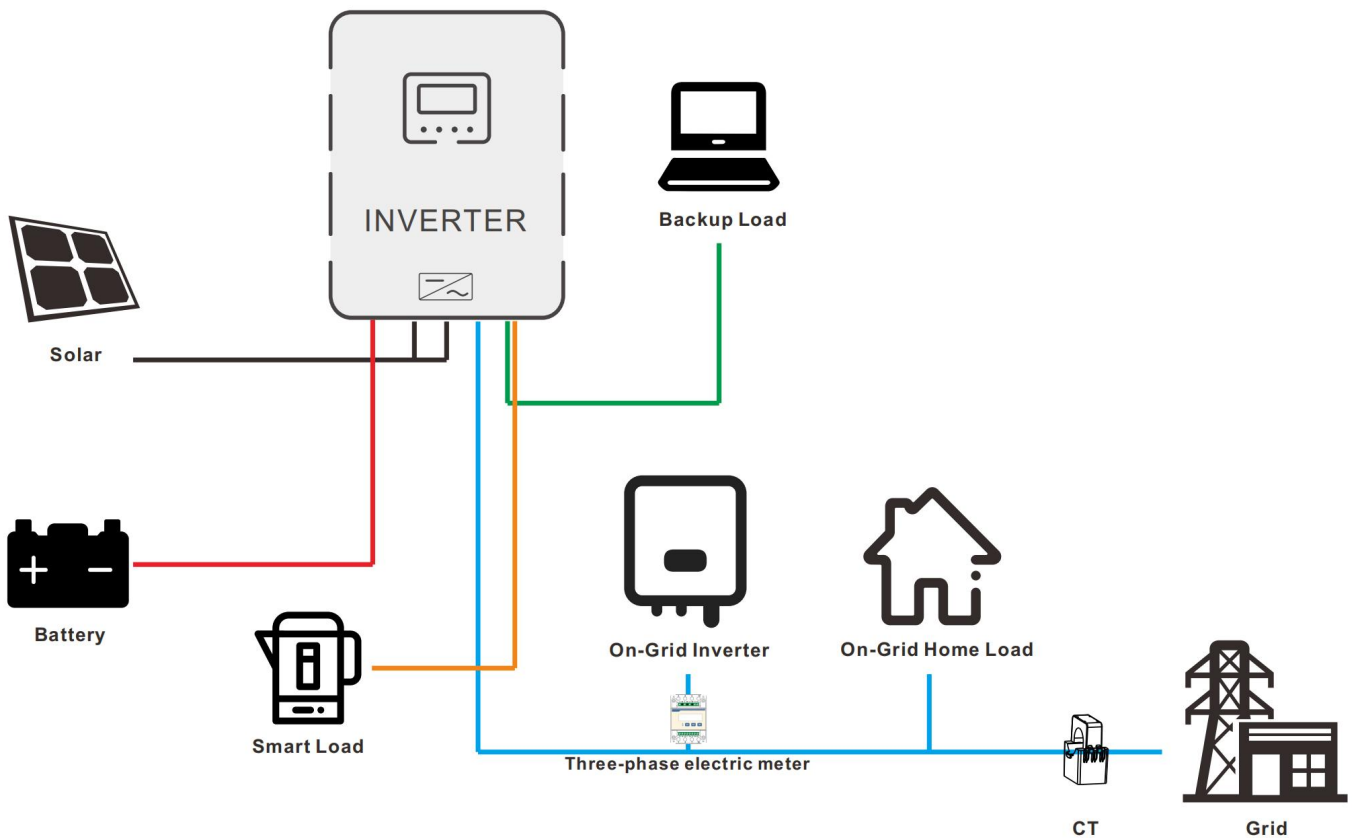 INVERTER
Backup Load
Solar
Battery
On-Grid Inverter
On-Grid Home Load
Smart Load
Three-phase electric meter
CT
Grid